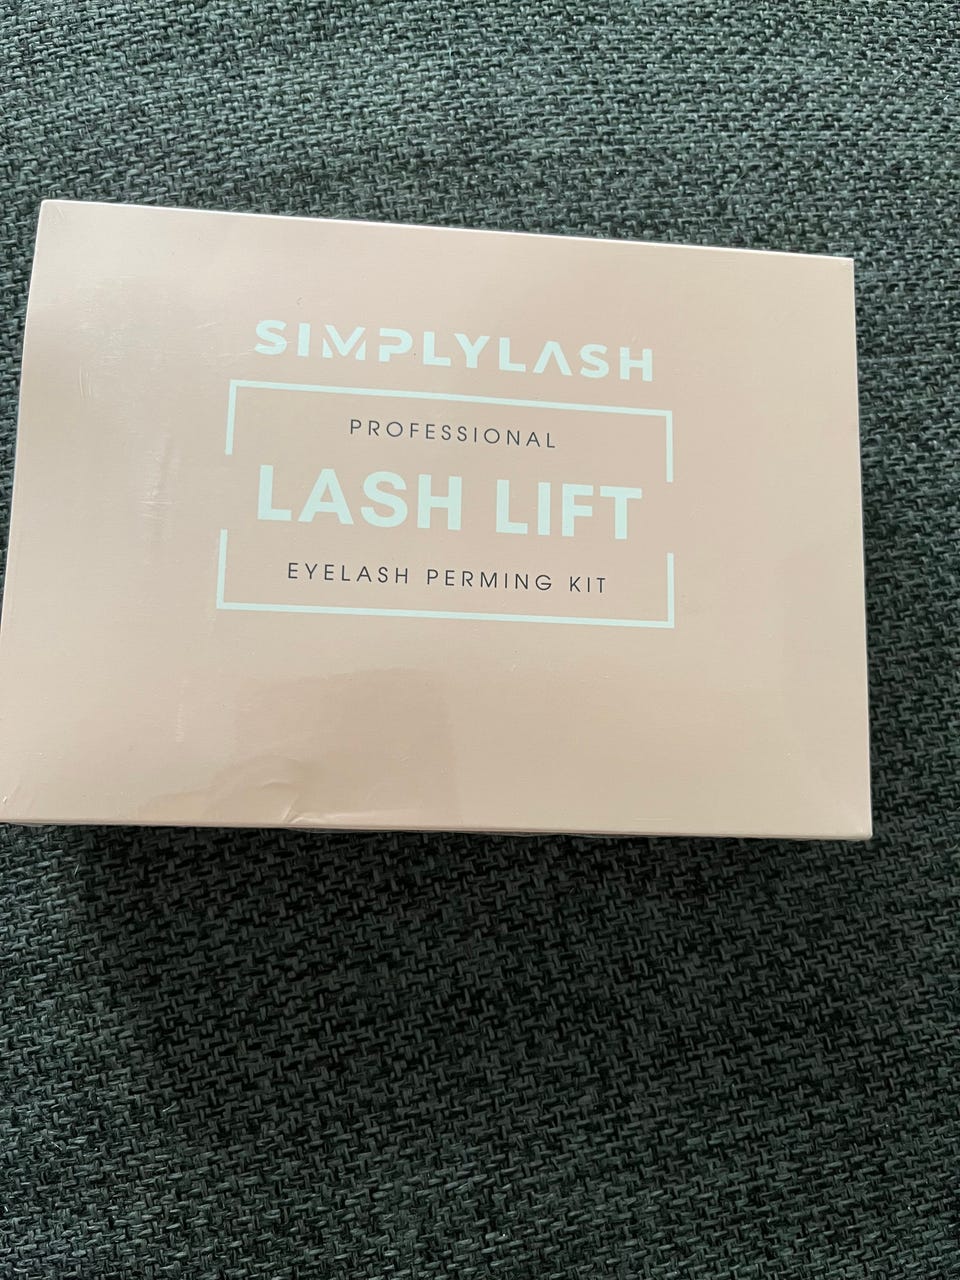 SIMPLYLASH
PROFESSIONAL
LASH LIFT
EYELASH PERMING KIT